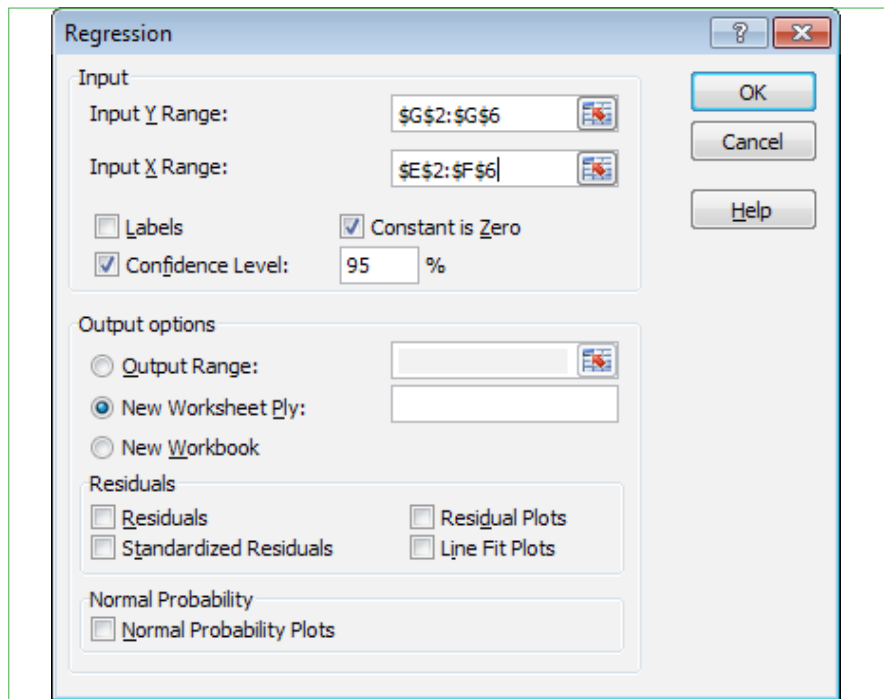 Regression
?
Input
Input Y Range:
$G$2:$G$6
Input X Range:
$E$2:$F$6
Labels
Constant is Zero
Confidence Level:
95
%
OK
Cancel
Help
Output options
Output Range:
New Worksheet Ply:
New Workbook
Residuals
Residuals
Residual Plots
Standardized Residuals
Line Fit Plots
Normal Probability
Normal Probability Plots